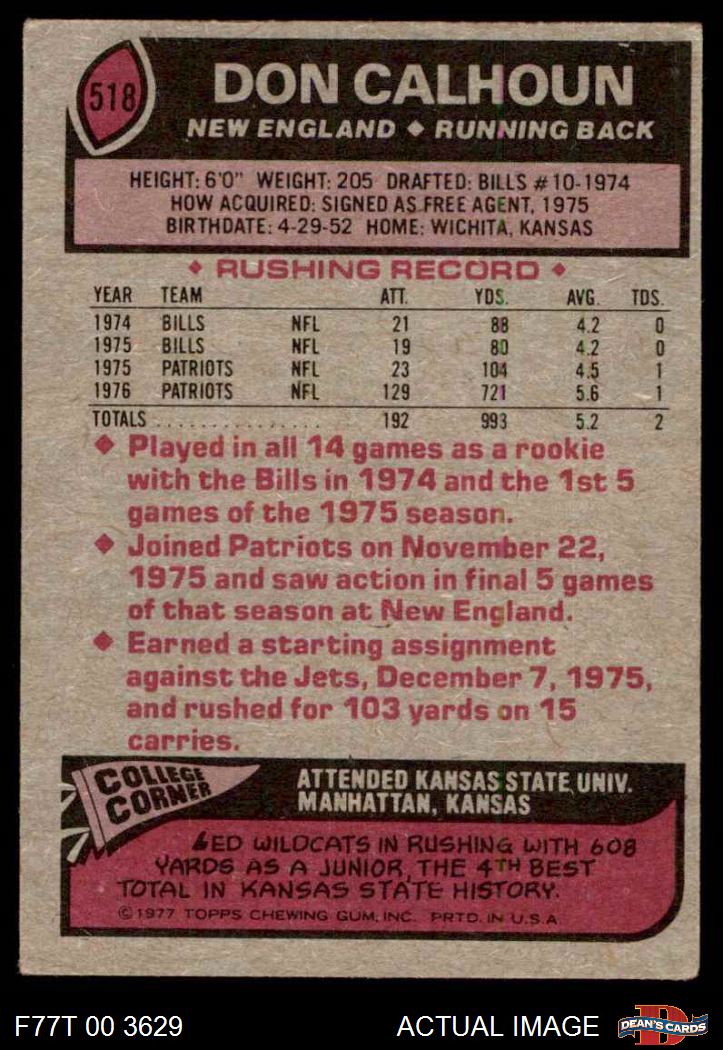 518
DON CALHOUN
NEW ENGLAND ◆ RUNNING BACK
HEIGHT: 6'0" WEIGHT: 205 DRAFTED: BILLS #10-1974
HOW ACQUIRED: SIGNED AS FREE AGENT, 1975
BIRTHDATE: 4-29-52 HOME: WICHITA, KANSAS
◆ RUSHING RECORD ◆
YEAR TEAM ATT. YDS. AVG. TDS.
1974 BILLS NFL 21 88 4.2 0
1975 BILLS NFL 19 80 4.2 0
1975 PATRIOTS NFL 23 104 4.5 1
1976 PATRIOTS NFL 129 721 5.6 1
TOTALS . . . . . . . . . . . . . . 192 993 5.2 2
◆ Played in all 14 games as a rookie
with the Bills in 1974 and the 1st 5
games of the 1975 season.
◆ Joined Patriots on November 22,
1975 and saw action in final 5 games
of that season at New England.
◆ Earned a starting assignment
against the Jets, December 7, 1975,
and rushed for 103 yards on 15
carries.
COLLEGE
CORNER
ATTENDED KANSAS STATE UNIV.
MANHATTAN, KANSAS
LED WILDCATS IN RUSHING WITH 608
YARDS AS A JUNIOR, THE 4TH BEST
TOTAL IN KANSAS STATE HISTORY.
©1977 TOPPS CHEWING GUM, INC. PRTD. IN U.S.A.
F77T 00 3629 ACTUAL IMAGE
D
DEAN'S CARDS